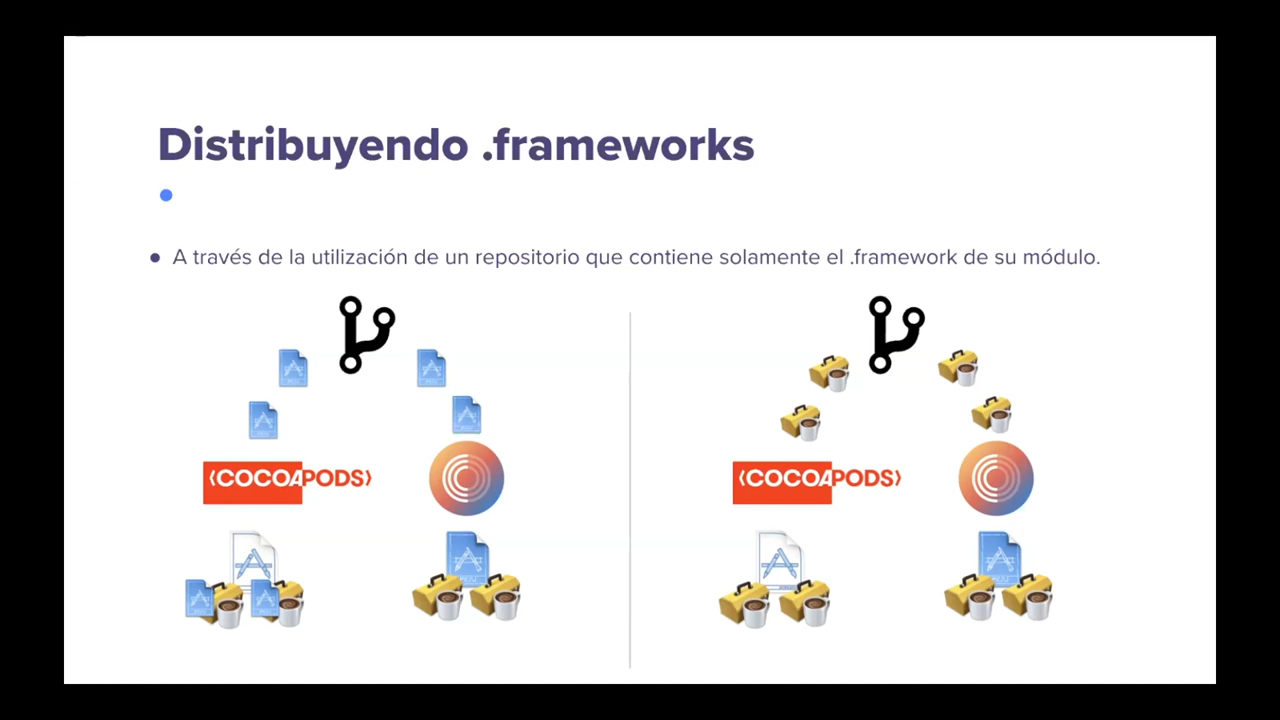 Distribuyendo .frameworks
A través de la utilización de un repositorio que contiene solamente el .framework de su módulo.
COCOAPODS
COCOAPODS